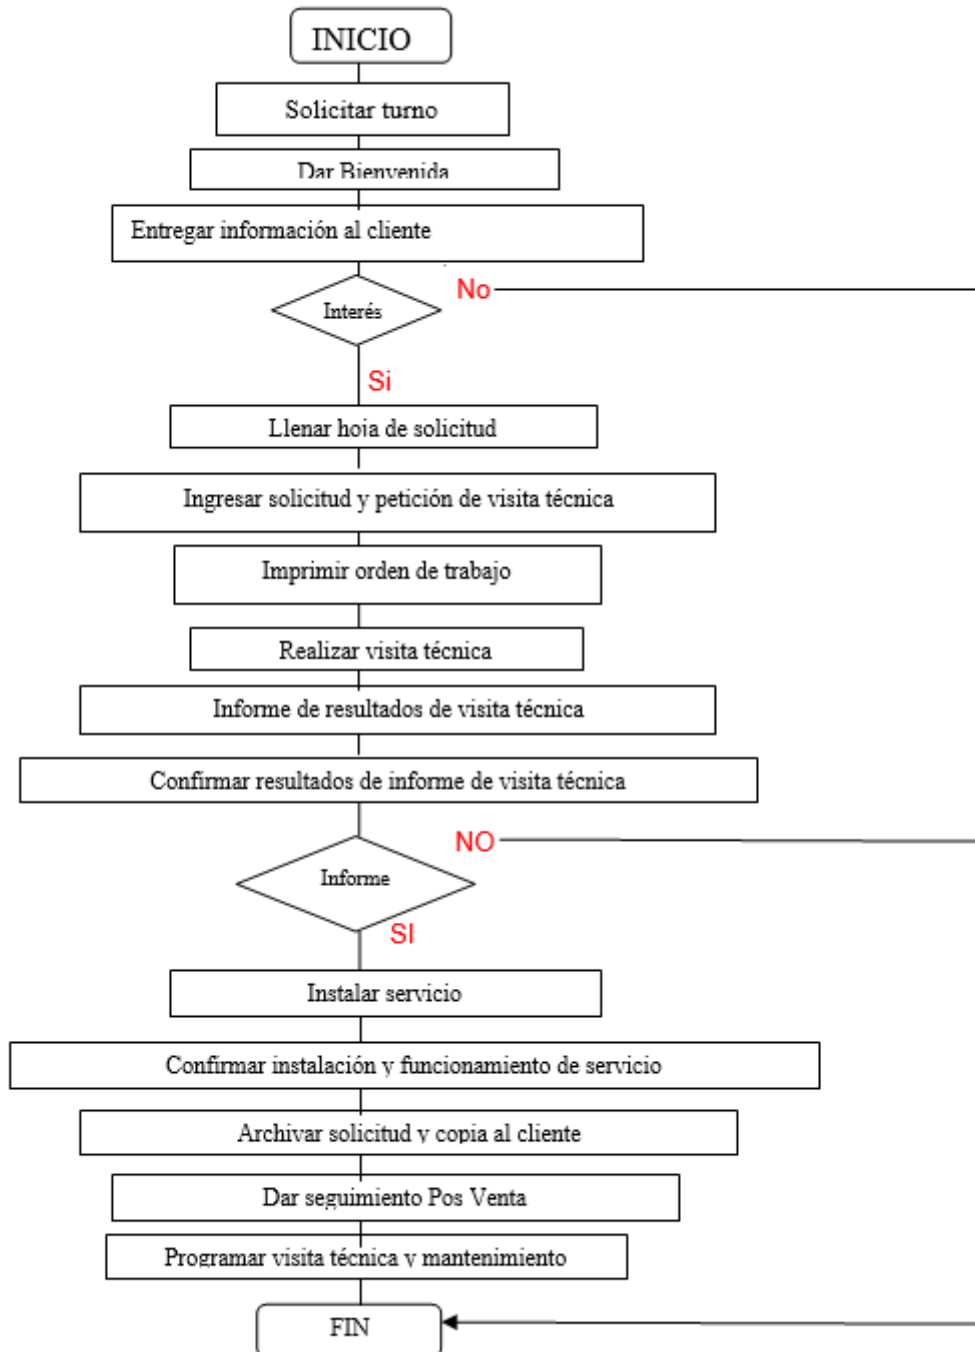 INICIO
Solicitar turno
Dar Bienvenida
Entregar información al cliente
No
Interés
Si
Llenar hoja de solicitud
Ingresar solicitud y petición de visita técnica
Imprimir orden de trabajo
Realizar visita técnica
Informe de resultados de visita técnica
Confirmar resultados de informe de visita técnica
NO
Informe
SI
Instalar servicio
Confirmar instalación y funcionamiento de servicio
Archivar solicitud y copia al cliente
Dar seguimiento Pos Venta
Programar visita técnica y mantenimiento
FIN